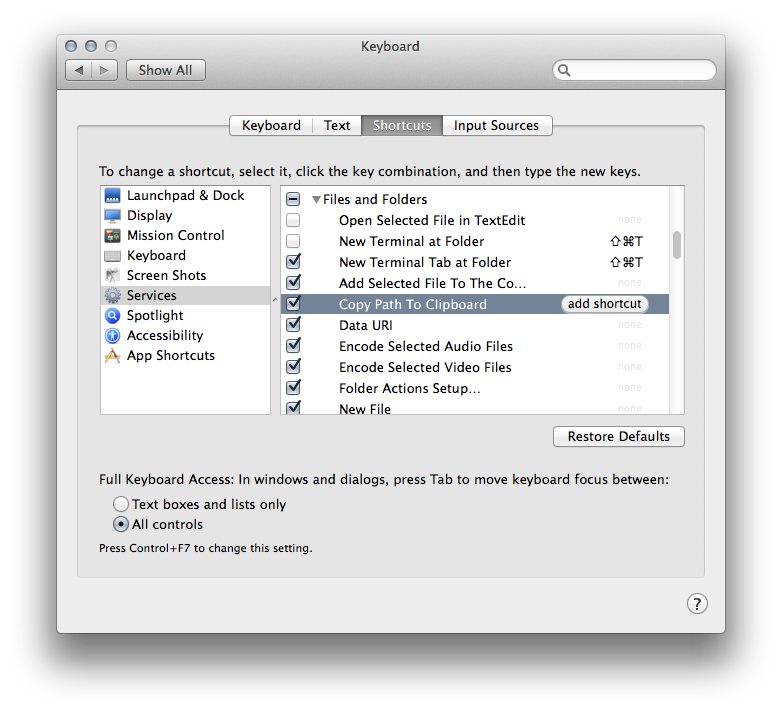 Keyboard
Show All
Keyboard Text Shortcuts Input Sources
To change a shortcut, select it, click the key combination, and then type the new keys.
Launchpad & Dock
Display
Mission Control
Keyboard
Screen Shots
Services
Spotlight
Accessibility
App Shortcuts
Files and Folders
Open Selected File in TextEdit none
New Terminal at Folder ⇧⌘T
New Terminal Tab at Folder ⇧⌘T
Add Selected File To The Co... none
Copy Path To Clipboard add shortcut
Data URI none
Encode Selected Audio Files none
Encode Selected Video Files none
Folder Actions Setup... none
New File none
Restore Defaults
Full Keyboard Access: In windows and dialogs, press Tab to move keyboard focus between:
Text boxes and lists only
All controls
Press Control+F7 to change this setting.
?